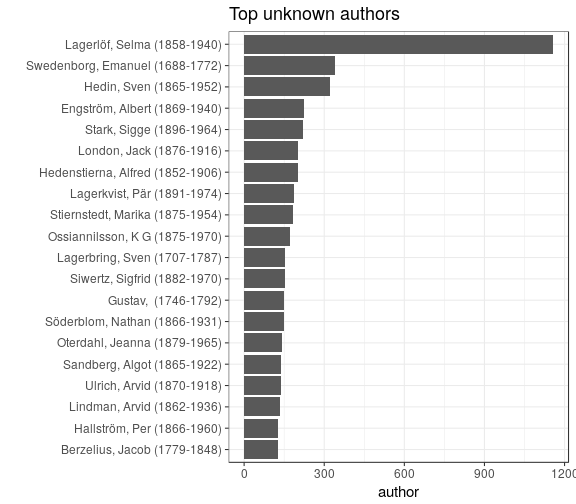 Top unknown authors
Lagerlöf, Selma (1858-1940)
Swedenborg, Emanuel (1688-1772)
Hedin, Sven (1865-1952)
Engström, Albert (1869-1940)
Stark, Sigge (1896-1964)
London, Jack (1876-1916)
Hedenstierna, Alfred (1852-1906)
Lagerkvist, Pär (1891-1974)
Stiernstedt, Marika (1875-1954)
Ossiannilsson, K G (1875-1970)
Lagerbring, Sven (1707-1787)
Siwertz, Sigfrid (1882-1970)
Gustav,  (1746-1792)
Söderblom, Nathan (1866-1931)
Oterdahl, Jeanna (1879-1965)
Sandberg, Algot (1865-1922)
Ulrich, Arvid (1870-1918)
Lindman, Arvid (1862-1936)
Hallström, Per (1866-1960)
Berzelius, Jacob (1779-1848)
0 300 600 900 1200
author